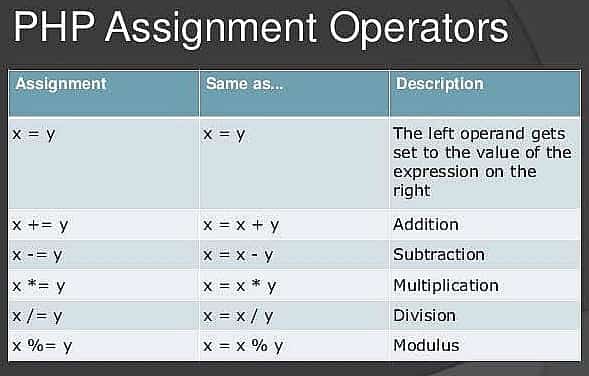 PHP Assignment Operators
Assignment Same as... Description
x = y x = y The left operand gets
set to the value of the
expression on the
right
x += y x = x + y Addition
x -= y x = x - y Subtraction
x *= y x = x * y Multiplication
x /= y x = x / y Division
x %= y x = x % y Modulus